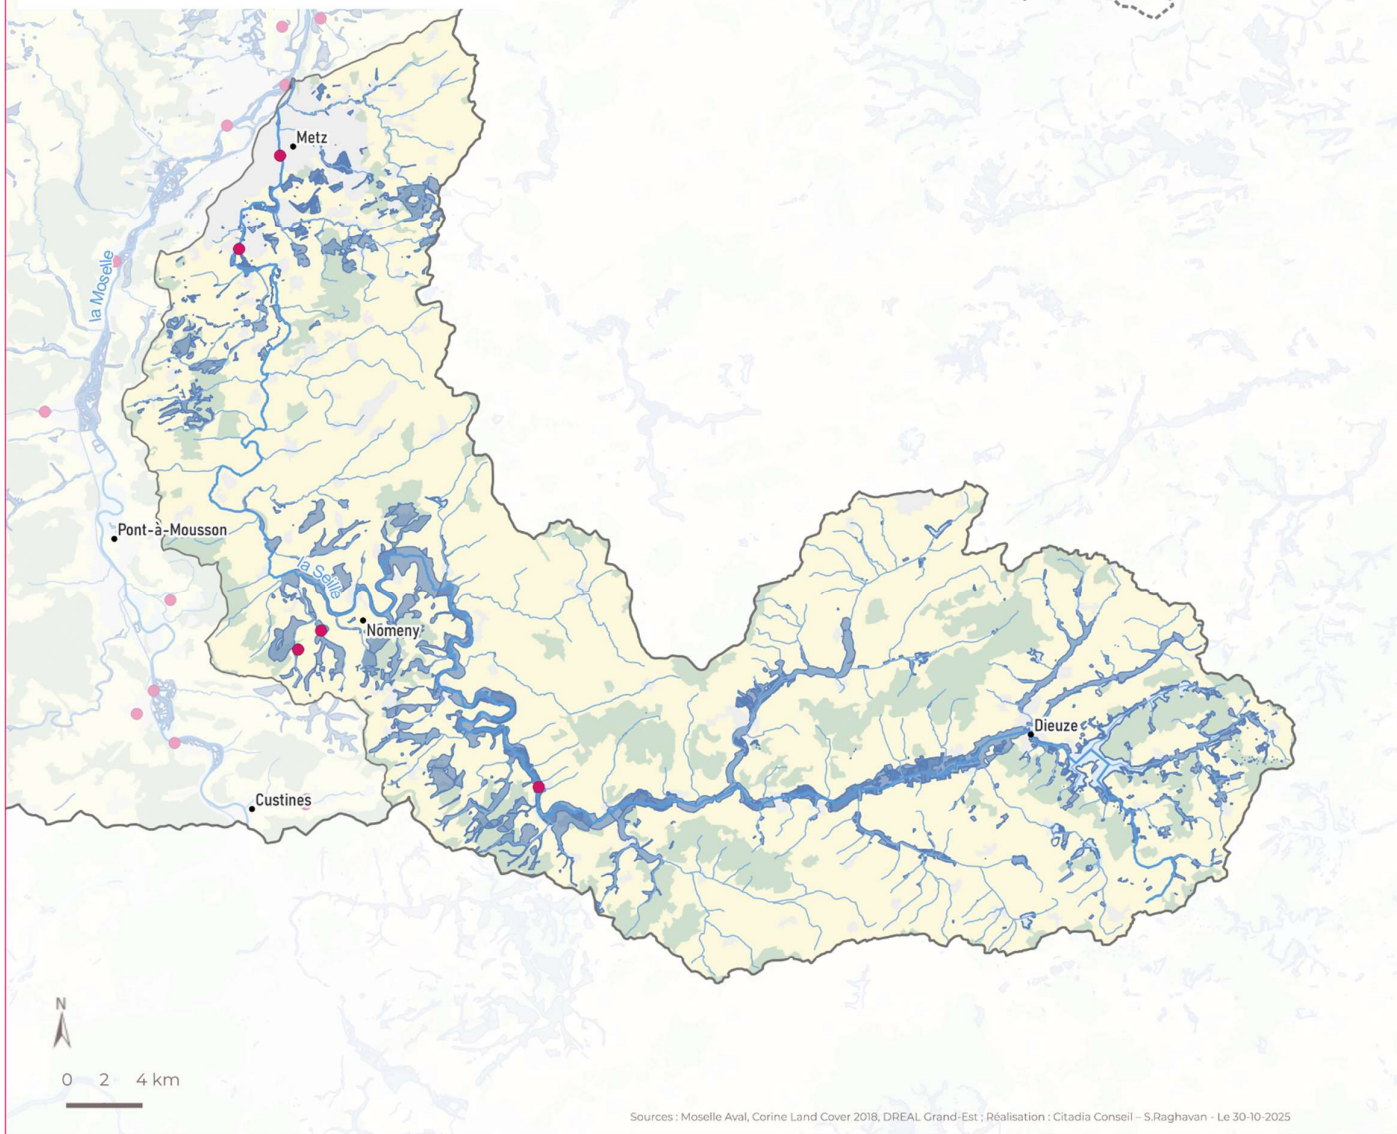 Metz
la Moselle
Pont-à-Mousson
la Seille
Nomeny
Dieuze
Custines
N
0 2 4 km
Sources : Moselle Aval, Corine Land Cover 2018, DREAL Grand-Est ; Réalisation : Citadia Conseil – S.Raghavan - Le 30-10-2025